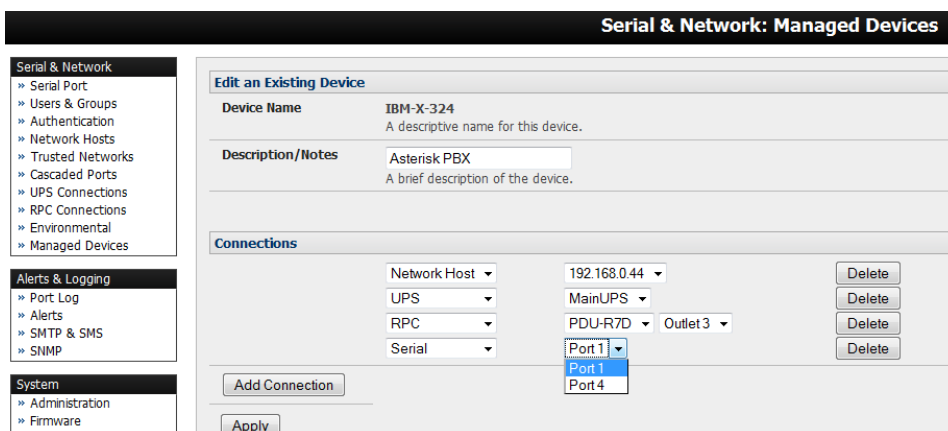 Serial & Network: Managed Devices
Serial & Network
» Serial Port
» Users & Groups
» Authentication
» Network Hosts
» Trusted Networks
» Cascaded Ports
» UPS Connections
» RPC Connections
» Environmental
» Managed Devices
Alerts & Logging
» Port Log
» Alerts
» SMTP & SMS
» SNMP
System
» Administration
» Firmware
Edit an Existing Device
Device Name IBM-X-324
A descriptive name for this device.
Description/Notes Asterisk PBX
A brief description of the device.
Connections
Network Host 192.168.0.44 Delete
UPS MainUPS Delete
RPC PDU-R7D Outlet 3 Delete
Serial Port 1 Delete
Port 1
Port 4
Add Connection
Apply